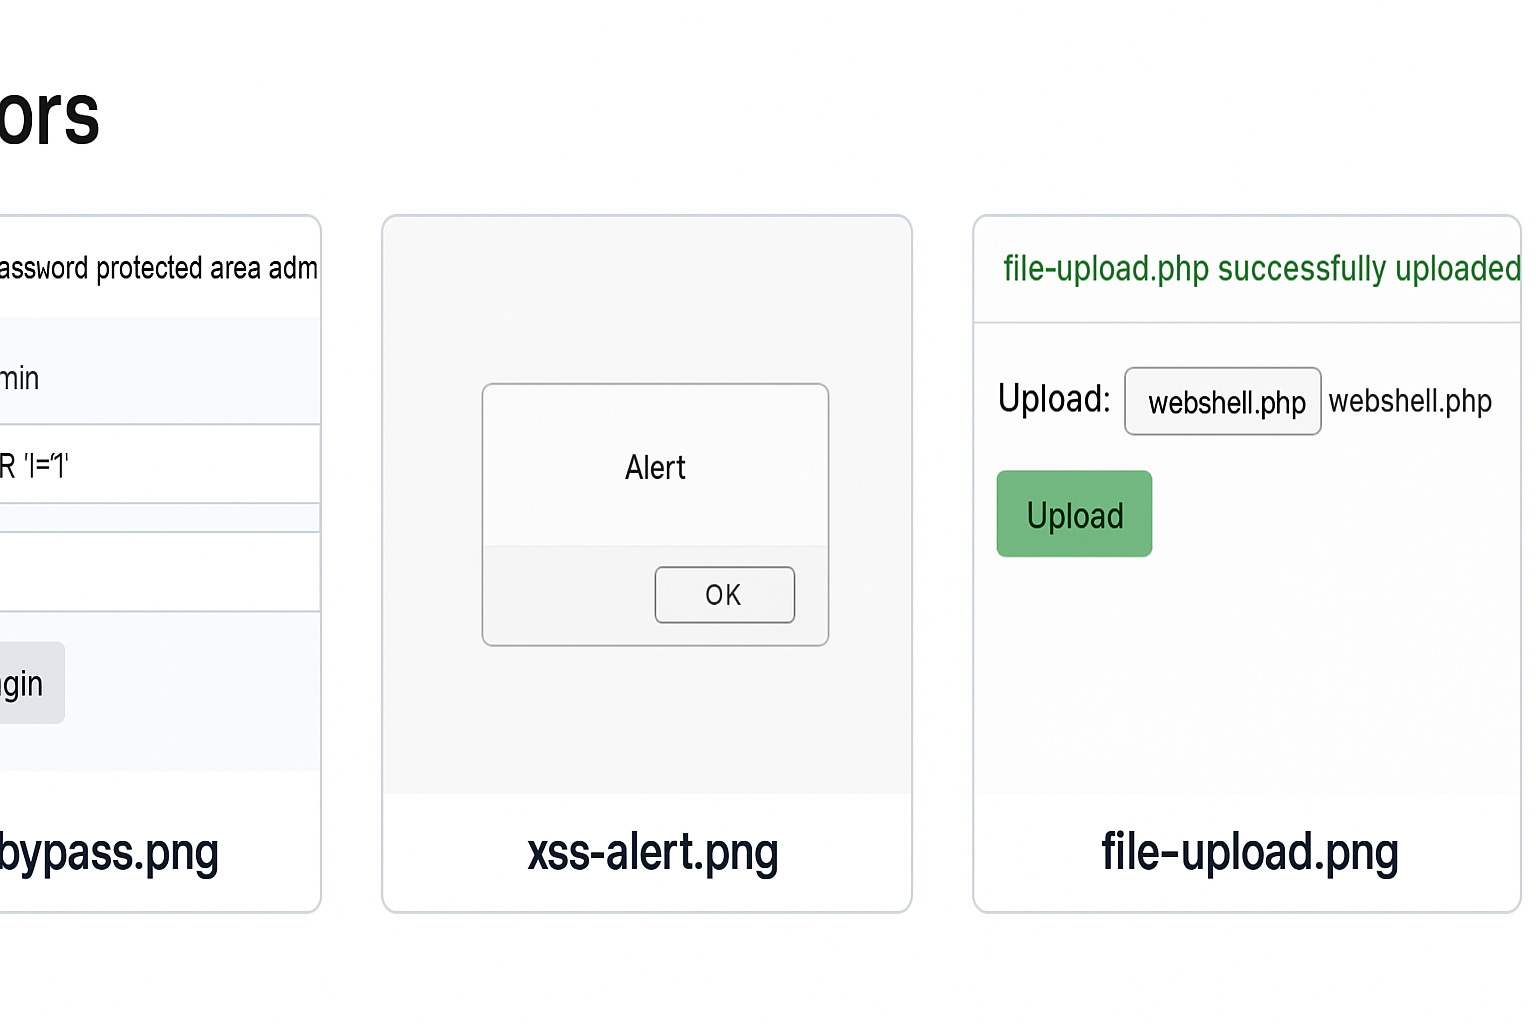 ors
assword protected area adm
min
R 'l='1'
gin
bypass.png
Alert
OK
xss-alert.png
file-upload.php successfully uploaded
Upload: webshell.php webshell.php
Upload
file-upload.png